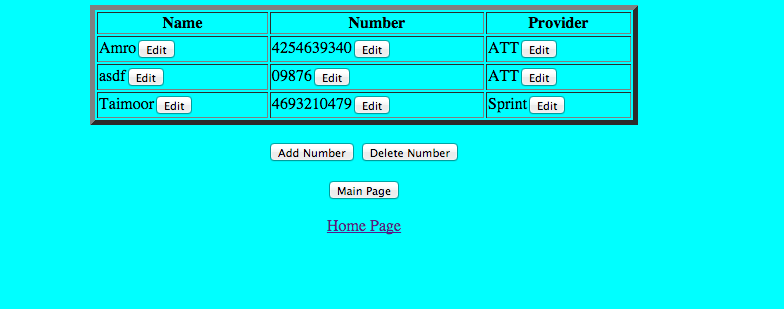 Name Number Provider
Amro Edit 4254639340 Edit ATT Edit
asdf Edit 09876 Edit ATT Edit
Taimoor Edit 4693210479 Edit Sprint Edit
Add Number Delete Number
Main Page
Home Page